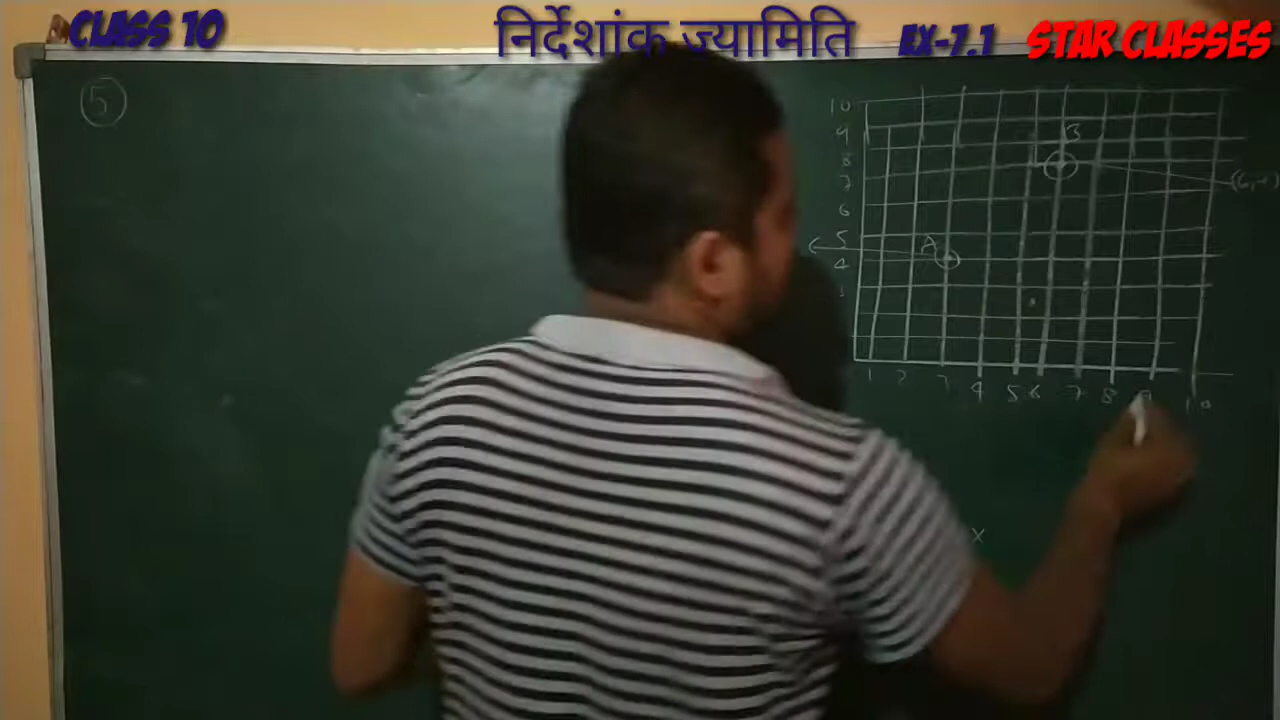 CLASS 10
निर्देशांक ज्यामिति
EX-7.1
STAR CLASSES
5
10
9
8
7
6
5
4
B
A
1 2 3 4 5 6 7 8 9 10
x